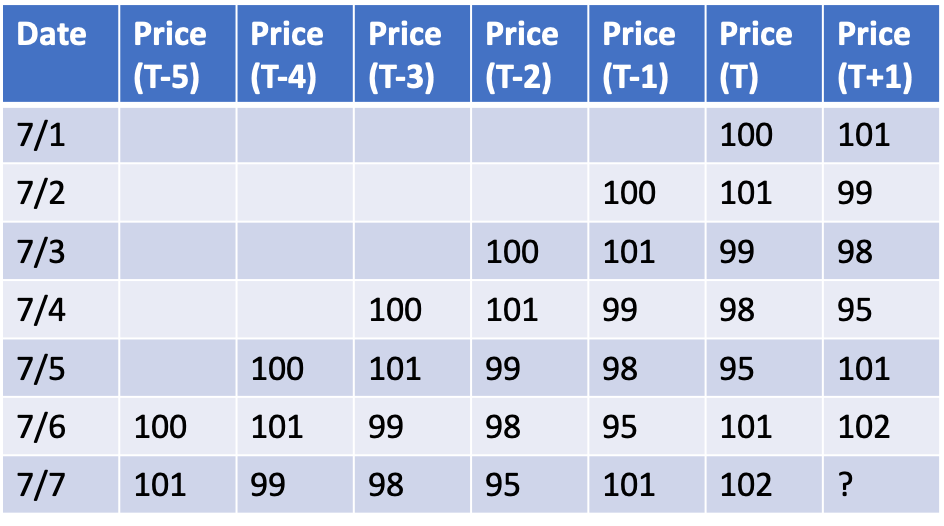 Date Price (T-5) Price (T-4) Price (T-3) Price (T-2) Price (T-1) Price (T) Price (T+1)
7/1 100 101
7/2 100 101 99
7/3 100 101 99 98
7/4 100 101 99 98 95
7/5 100 101 99 98 95 101
7/6 100 101 99 98 95 101 102
7/7 101 99 98 95 101 102 ?